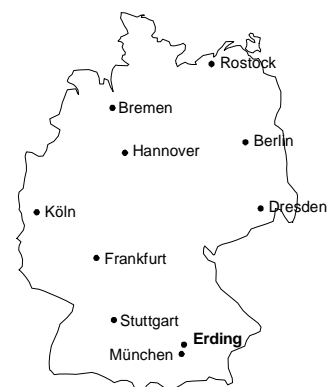 Rostock
Bremen
Berlin
Hannover
Dresden
Köln
Frankfurt
Stuttgart
Erding
München